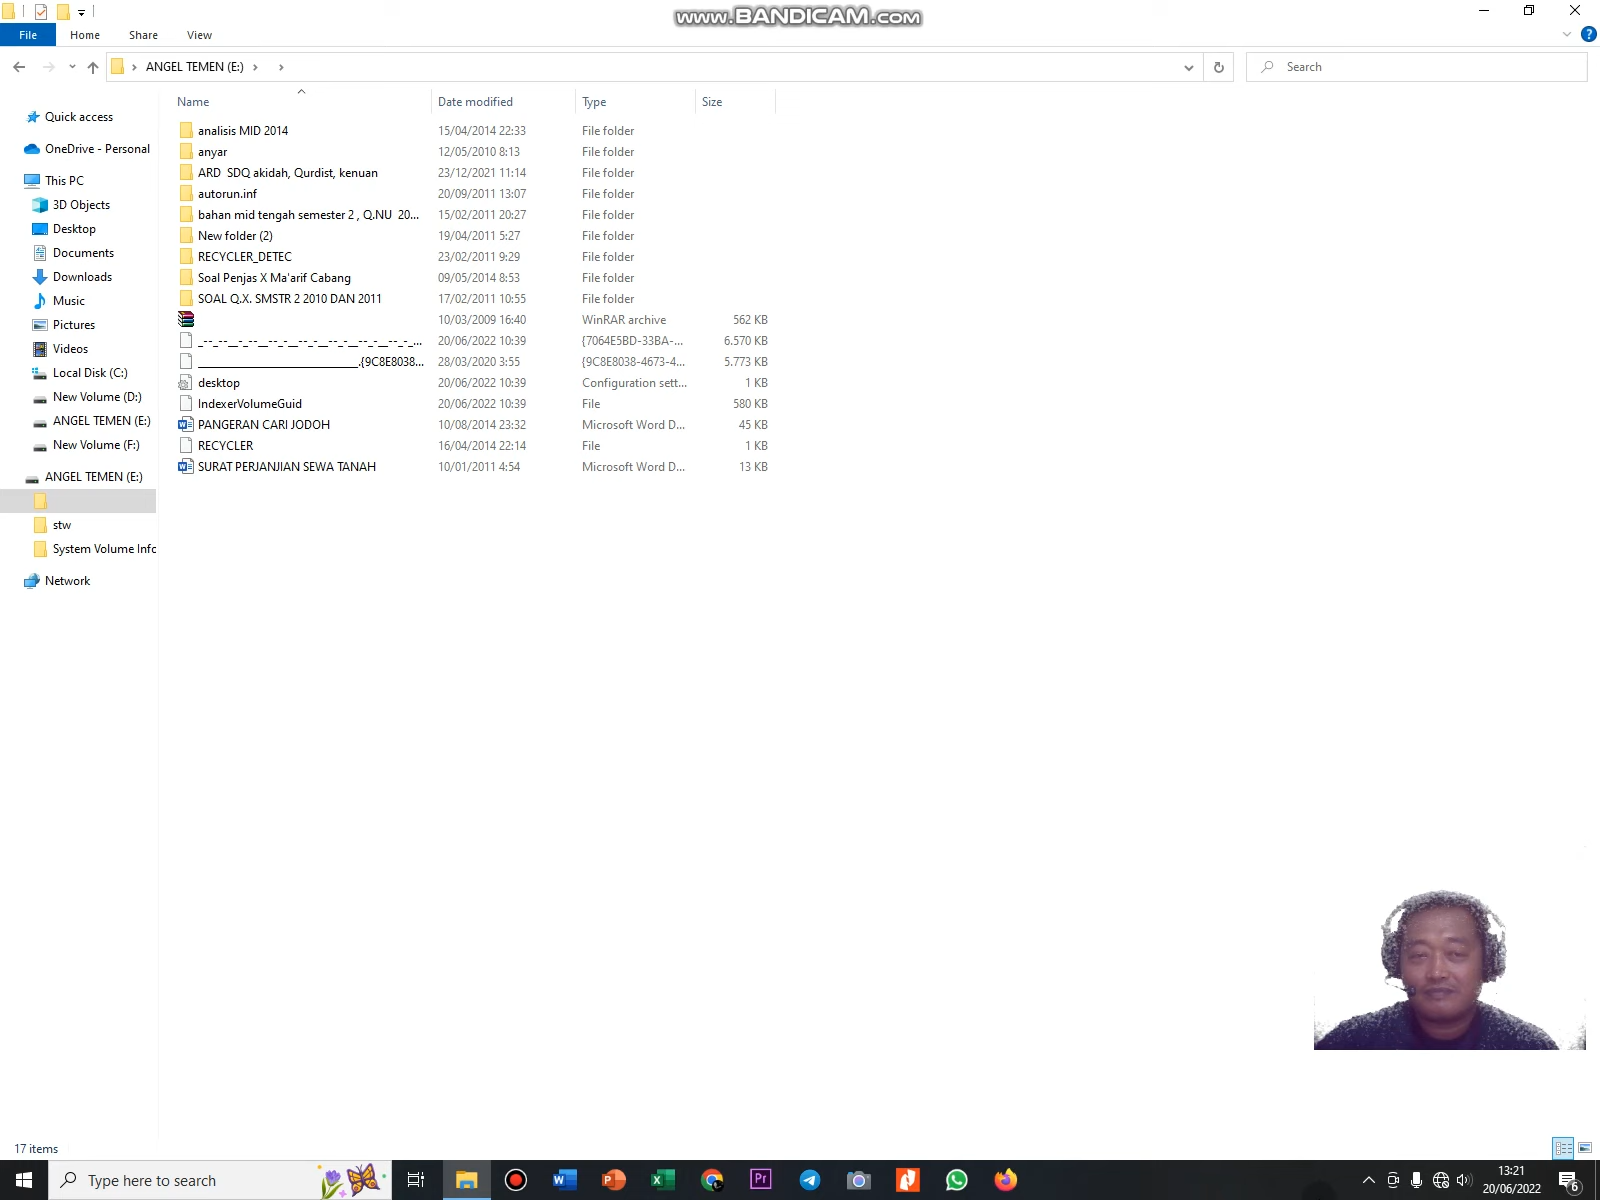 www.BANDICAM.com
File Home Share View
ANGEL TEMEN (E:)
Search
Name Date modified Type Size
Quick access
OneDrive - Personal
This PC
3D Objects
Desktop
Documents
Downloads
Music
Pictures
Videos
Local Disk (C:)
New Volume (D:)
ANGEL TEMEN (E:)
New Volume (F:)
ANGEL TEMEN (E:)
stw
System Volume Info
Network
analisis MID 2014 15/04/2014 22:33 File folder
anyar 12/05/2010 8:13 File folder
ARD  SDQ akidah, Qurdist, kenuan 23/12/2021 11:14 File folder
autorun.inf 20/09/2011 13:07 File folder
bahan mid tengah semester 2 , Q.NU  20... 15/02/2011 20:27 File folder
New folder (2) 19/04/2011 5:27 File folder
RECYCLER_DETEC 23/02/2011 9:29 File folder
Soal Penjas X Ma'arif Cabang 09/05/2014 8:53 File folder
SOAL Q.X. SMSTR 2 2010 DAN 2011 17/02/2011 10:55 File folder
10/03/2009 16:40 WinRAR archive 562 KB
20/06/2022 10:39 {7064E5BD-33BA-... 6.570 KB
.{9C8E8038... 28/03/2020 3:55 {9C8E8038-4673-4... 5.773 KB
desktop 20/06/2022 10:39 Configuration sett... 1 KB
IndexerVolumeGuid 20/06/2022 10:39 File 580 KB
PANGERAN CARI JODOH 10/08/2014 23:32 Microsoft Word D... 45 KB
RECYCLER 16/04/2014 22:14 File 1 KB
SURAT PERJANJIAN SEWA TANAH 10/01/2011 4:54 Microsoft Word D... 13 KB
17 items
Type here to search
13:21
20/06/2022
6